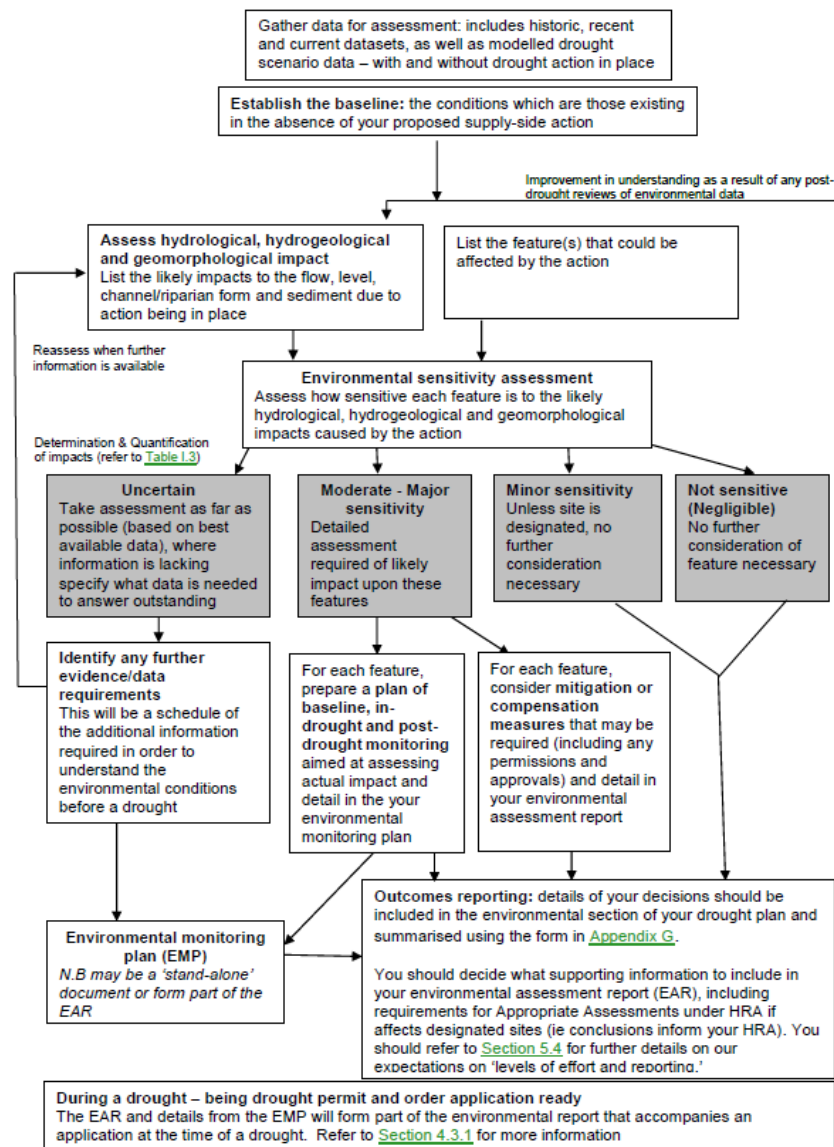 Gather data for assessment: includes historic, recent
and current datasets, as well as modelled drought
scenario data – with and without drought action in place
Establish the baseline: the conditions which are those existing
in the absence of your proposed supply-side action
Improvement in understanding as a result of any post-
drought reviews of environmental data
Assess hydrological, hydrogeological
and geomorphological impact
List the likely impacts to the flow, level,
channel/riparian form and sediment due to
action being in place
List the feature(s) that could be
affected by the action
Reassess when further
information is available
Environmental sensitivity assessment
Assess how sensitive each feature is to the likely
hydrological, hydrogeological and geomorphological
impacts caused by the action
Determination & Quantification
of impacts (refer to Table I.3)
Uncertain
Take assessment as far as
possible (based on best
available data), where
information is lacking
specify what data is needed
to answer outstanding
Moderate - Major
sensitivity
Detailed
assessment
required of likely
impact upon these
features
Minor sensitivity
Unless site is
designated, no
further
consideration
necessary
Not sensitive
(Negligible)
No further
consideration of
feature necessary
Identify any further
evidence/data
requirements
This will be a schedule of
the additional information
required in order to
understand the
environmental conditions
before a drought
For each feature,
prepare a plan of
baseline, in-
drought and post-
drought monitoring
aimed at assessing
actual impact and
detail in the your
environmental
monitoring plan
For each feature,
consider mitigation or
compensation
measures that may be
required (including any
permissions and
approvals) and detail in
your environmental
assessment report
Environmental monitoring
plan (EMP)
N.B may be a ‘stand-alone’
document or form part of the
EAR
Outcomes reporting: details of your decisions should be
included in the environmental section of your drought plan and
summarised using the form in Appendix G.
You should decide what supporting information to include in
your environmental assessment report (EAR), including
requirements for Appropriate Assessments under HRA if
affects designated sites (ie conclusions inform your HRA). You
should refer to Section 5.4 for further details on our
expectations on ‘levels of effort and reporting.’
During a drought – being drought permit and order application ready
The EAR and details from the EMP will form part of the environmental report that accompanies an
application at the time of a drought. Refer to Section 4.3.1 for more information